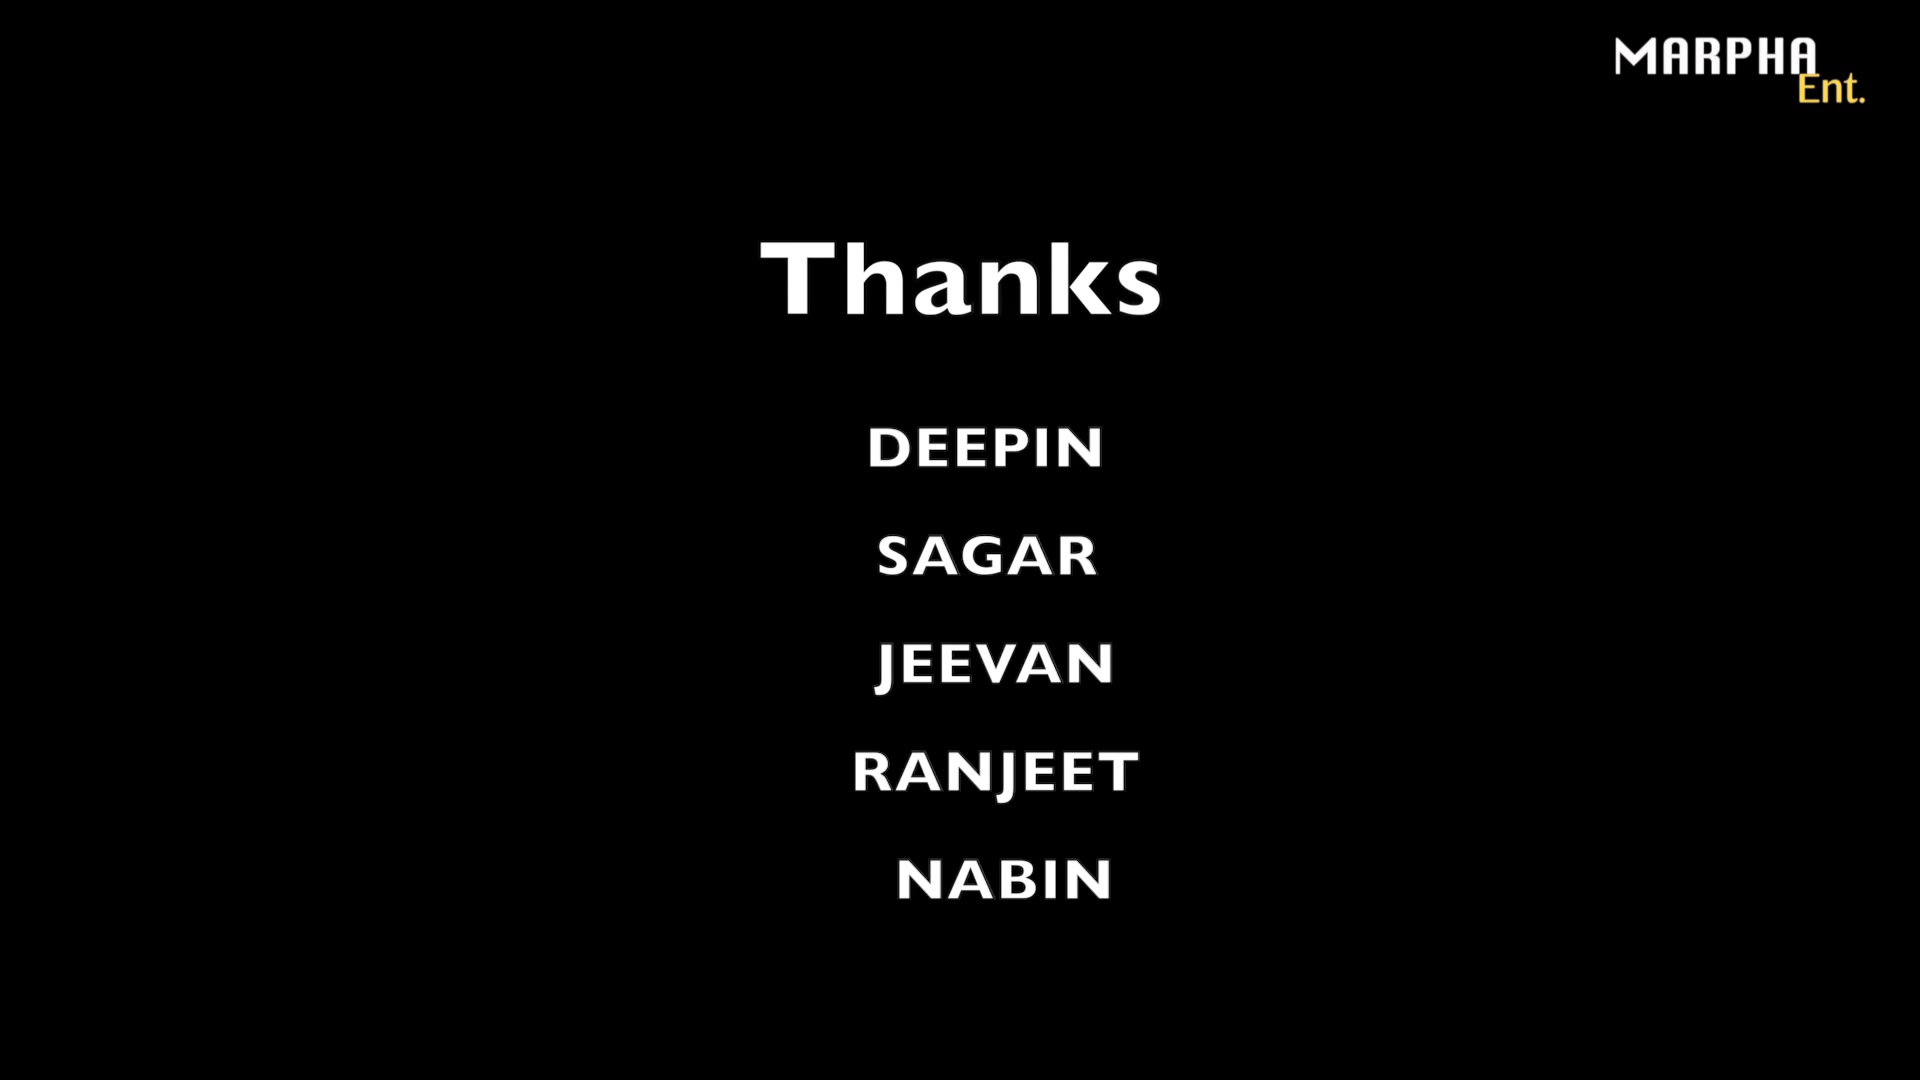 MARPHA
Ent.
Thanks
DEEPIN
SAGAR
JEEVAN
RANJEET
NABIN